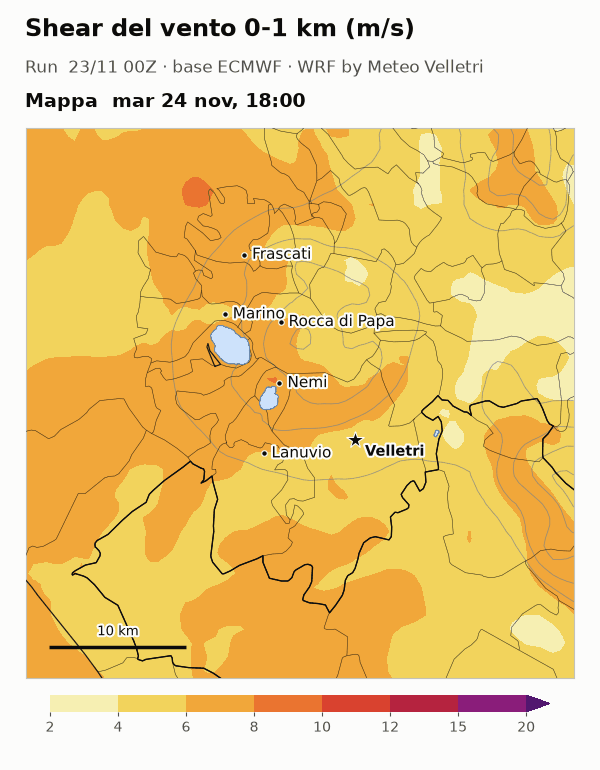 Shear del vento 0-1 km (m/s)
Run 23/11 00Z · base ECMWF · WRF by Meteo Velletri
Mappa mar 24 nov, 18:00
Frascati
Marino
Rocca di Papa
Nemi
Velletri
Lanuvio
10 km
2 4 6 8 10 12 15 20